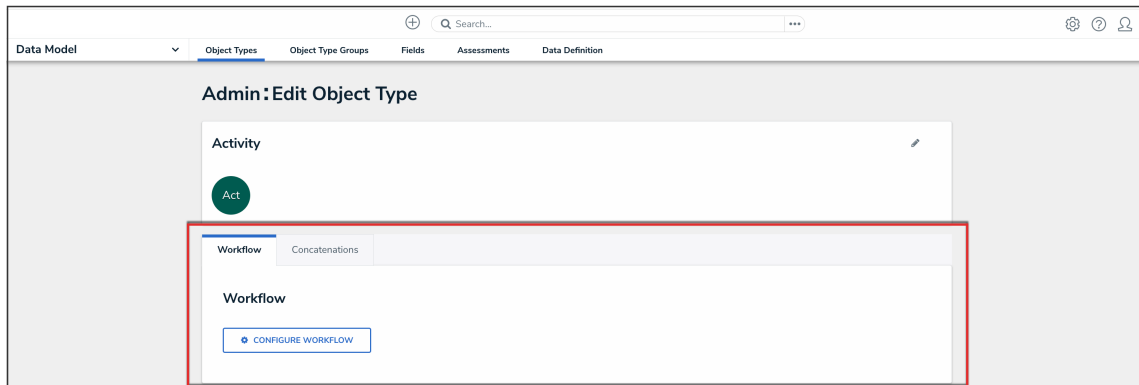 Search...
Data Model Object Types Object Type Groups Fields Assessments Data Definition
Admin:Edit Object Type
Activity
Act
Workflow Concatenations
Workflow
CONFIGURE WORKFLOW